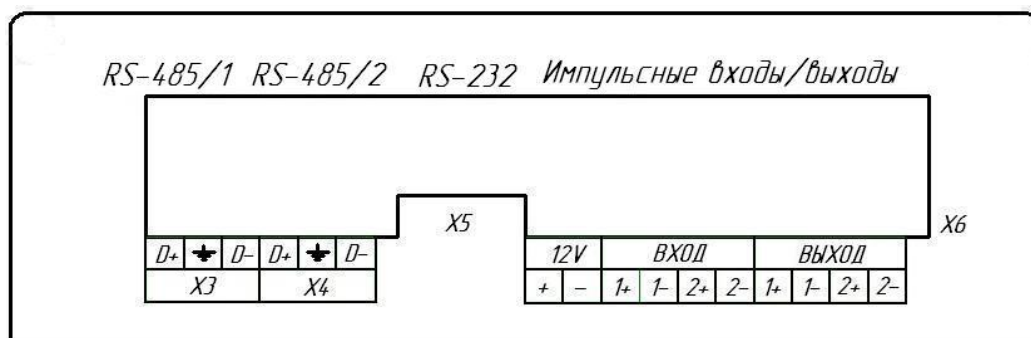 RS-485/1 RS-485/2 RS-232 Импульсные входы/выходы
X5 X6
D+ D- D+ D- 12V ВХОД ВЫХОД
X3 X4 + - 1+ 1- 2+ 2- 1+ 1- 2+ 2-